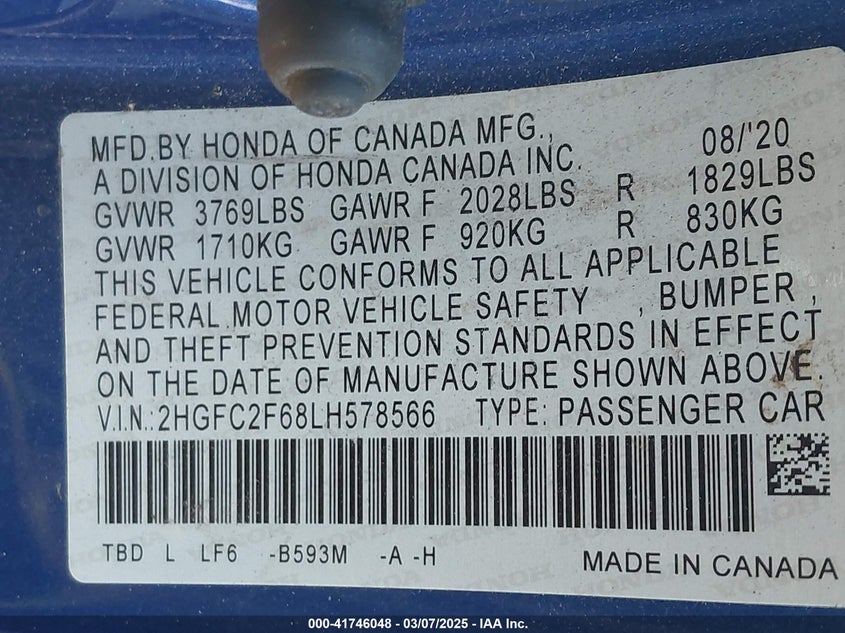 MFD.BY HONDA OF CANADA MFG., 08/'20
A DIVISION OF HONDA CANADA INC.
GVWR 3769LBS GAWR F 2028LBS R 1829LBS
GVWR 1710KG GAWR F 920KG R 830KG
THIS VEHICLE CONFORMS TO ALL APPLICABLE
FEDERAL MOTOR VEHICLE SAFETY , BUMPER ,
AND THEFT PREVENTION STANDARDS IN EFFECT
ON THE DATE OF MANUFACTURE SHOWN ABOVE.
V.I.N.:2HGFC2F68LH578566 TYPE: PASSENGER CAR
TBD L LF6 -B593M -A -H MADE IN CANADA
000-41746048 - 03/07/2025 - IAA Inc.